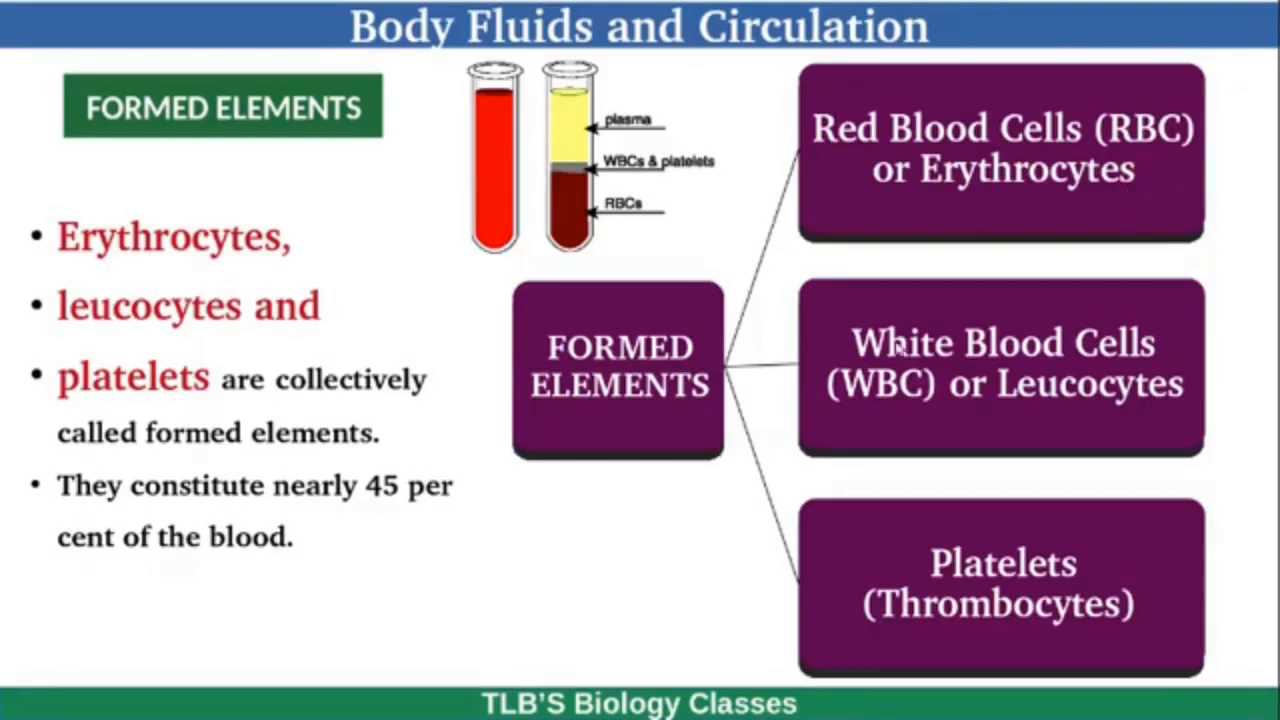 Body Fluids and Circulation
FORMED ELEMENTS
• Erythrocytes,
• leucocytes and
• platelets are collectively
called formed elements.
• They constitute nearly 45 per
cent of the blood.
plasma
WBCs & platelets
RBCs
FORMED
ELEMENTS
Red Blood Cells (RBC)
or Erythrocytes
White Blood Cells
(WBC) or Leucocytes
Platelets
(Thrombocytes)
TLB'S Biology Classes